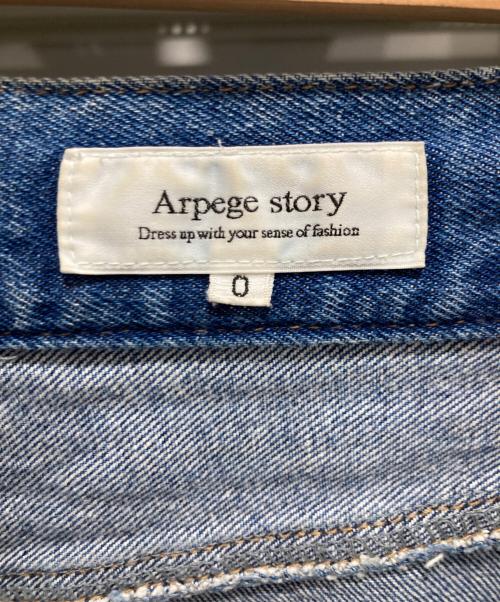 Arpege story
Dress up with your sense of fashion
0